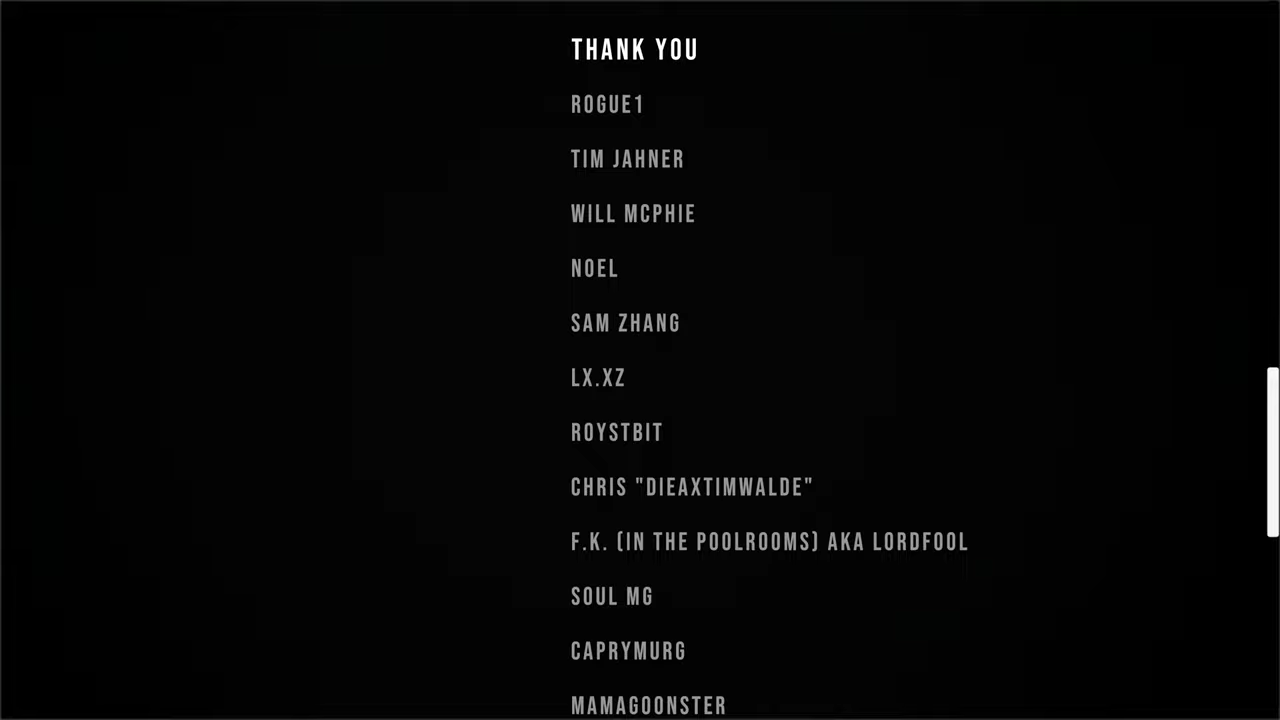 THANK YOU
ROGUE1
TIM JAHNER
WILL MCPHIE
NOEL
SAM ZHANG
LX.XZ
ROYSTBIT
CHRIS "DIEAXTIMWALDE"
F.K. (IN THE POOLROOMS) AKA LORDFOOL
SOUL MG
CAPRYMURG
MAMAGOONSTER